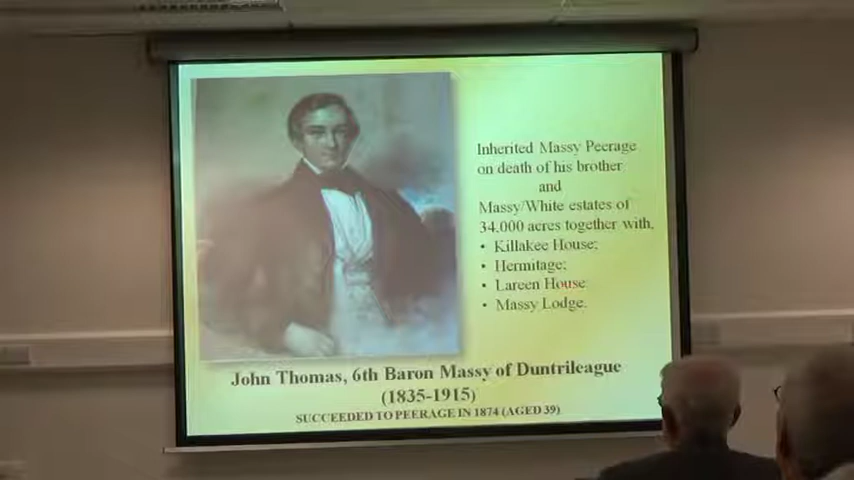 Inherited Massy Peerage
on death of his brother
and
Massy/White estates of
34,000 acres together with,
• Killakee House;
• Hermitage;
• Lareen House
• Massy Lodge.
John Thomas, 6th Baron Massy of Duntrileague
(1835-1915)
SUCCEEDED TO PEERAGE IN 1874 (AGED 39)